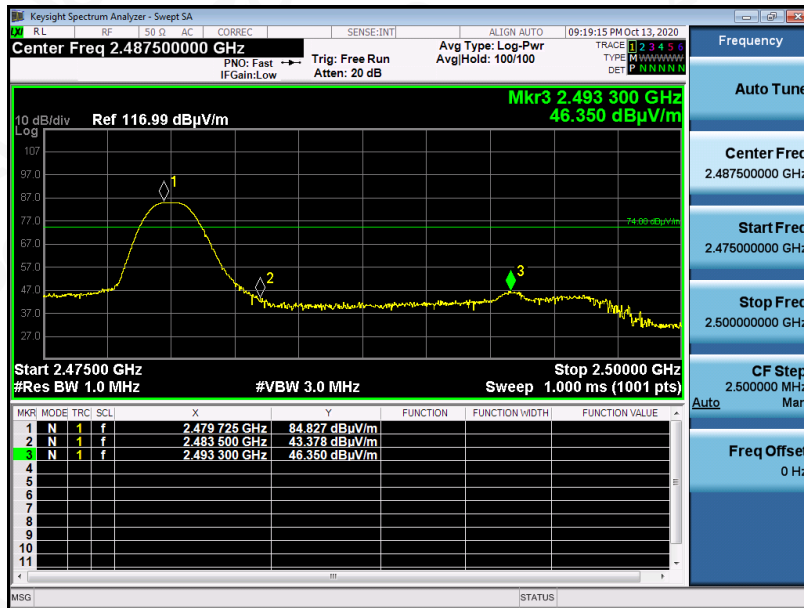 Keysight Spectrum Analyzer - Swept SA
LXI RL RF 50 Ω AC CORREC SENSE:INT ALIGN AUTO 09:19:15 PM Oct 13, 2020
Center Freq 2.487500000 GHz
PNO: Fast
IFGain:Low
Trig: Free Run
Atten: 20 dB
Avg Type: Log-Pwr
Avg|Hold: 100/100
TRACE 1 2 3 4 5 6
TYPE M W W W W W
DET P N N N N N
Mkr3 2.493 300 GHz
46.350 dBµV/m
10 dB/div Ref 116.99 dBµV/m
Log
107
97.0
87.0
77.0
67.0
57.0
47.0
37.0
27.0
1
2
3
74.00 dBµV/m
Start 2.47500 GHz Stop 2.50000 GHz
#Res BW 1.0 MHz #VBW 3.0 MHz Sweep 1.000 ms (1001 pts)
MKR MODE TRC SCL X Y FUNCTION FUNCTION WIDTH FUNCTION VALUE
1 N 1 f 2.479 725 GHz 84.827 dBµV/m
2 N 1 f 2.483 500 GHz 43.378 dBµV/m
3 N 1 f 2.493 300 GHz 46.350 dBµV/m
4
5
6
7
8
9
10
11
MSG STATUS
Frequency
Auto Tune
Center Freq
2.487500000 GHz
Start Freq
2.475000000 GHz
Stop Freq
2.500000000 GHz
CF Step
2.500000 MHz
Auto Man
Freq Offset
0 Hz